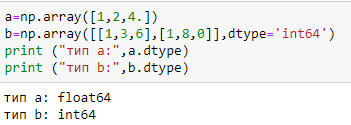 a=np.array([1,2,4.])
b=np.array([[1,3,6],[1,8,0]],dtype='int64')
print ("тип a:",a.dtype)
print ("тип b:",b.dtype)
тип a: float64
тип b: int64